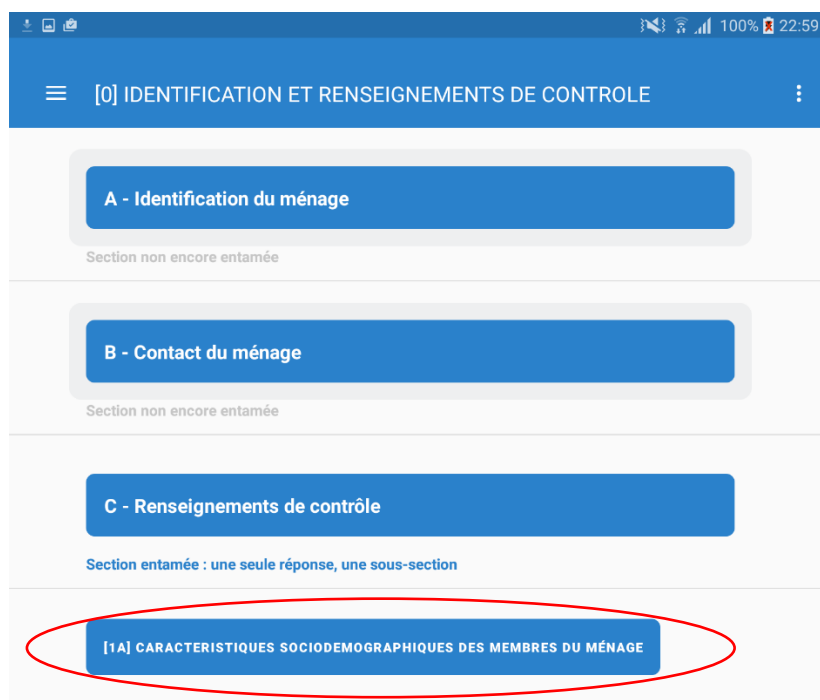 100% 22:59
[0] IDENTIFICATION ET RENSEIGNEMENTS DE CONTROLE
A - Identification du ménage
Section non encore entamée
B - Contact du ménage
Section non encore entamée
C - Renseignements de contrôle
Section entamée : une seule réponse, une sous-section
[1A] CARACTERISTIQUES SOCIODEMOGRAPHIQUES DES MEMBRES DU MÉNAGE